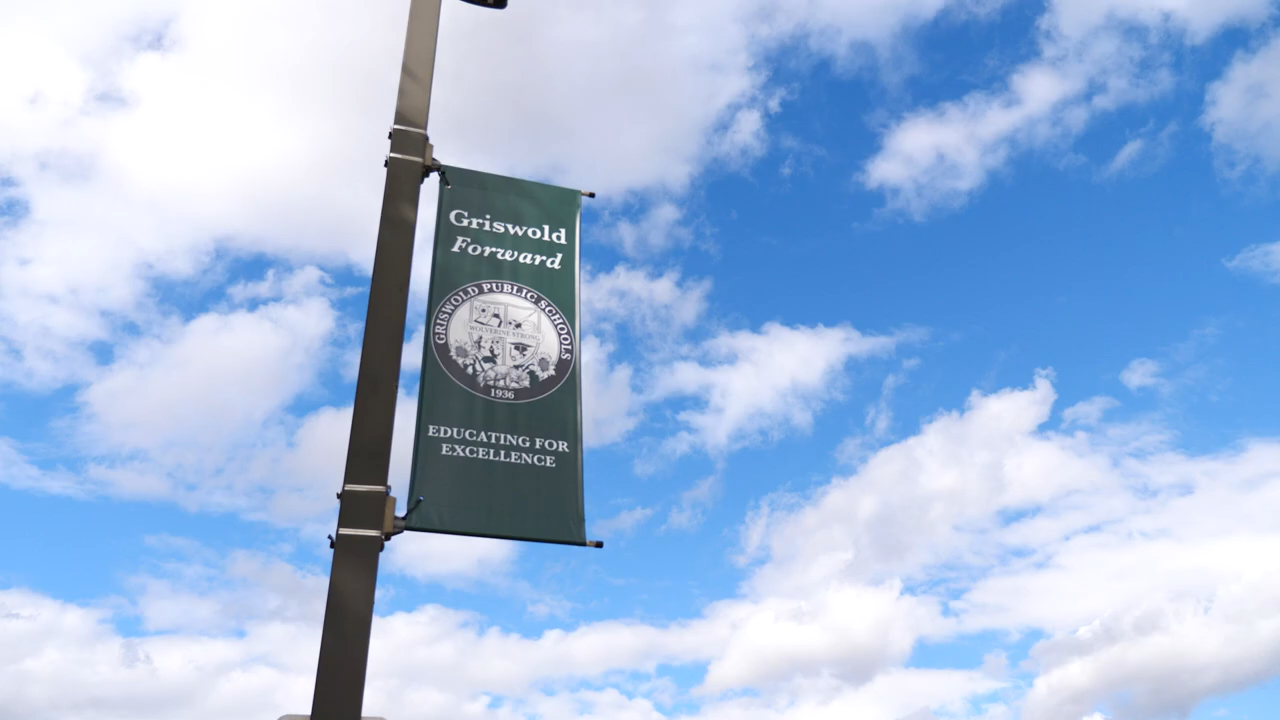 Griswold
Forward
GRISWOLD PUBLIC SCHOOLS
WOLVERINE STRONG
1936
EDUCATING FOR
EXCELLENCE